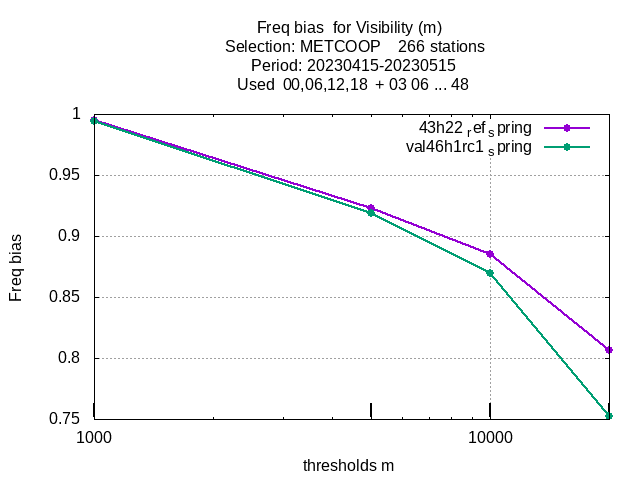 Freq bias  for Visibility (m)
Selection: METCOOP    266 stations
Period: 20230415-20230515
Used  00,06,12,18  + 03 06 ... 48
1
43h22 ref spring
val46h1rc1 spring
0.95
0.9
Freq bias
0.85
0.8
0.75
1000 10000
thresholds m